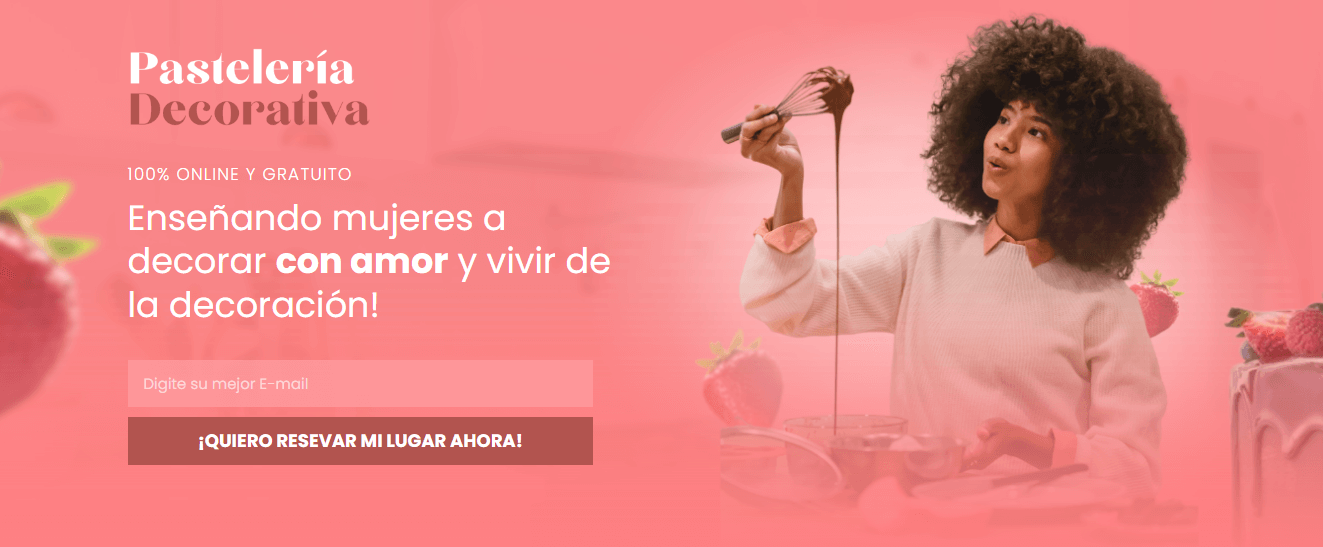 Pastelería
Decorativa
100% ONLINE Y GRATUITO
Enseñando mujeres a
decorar con amor y vivir de
la decoración!
Digite su mejor E-mail
¡QUIERO RESEVAR MI LUGAR AHORA!